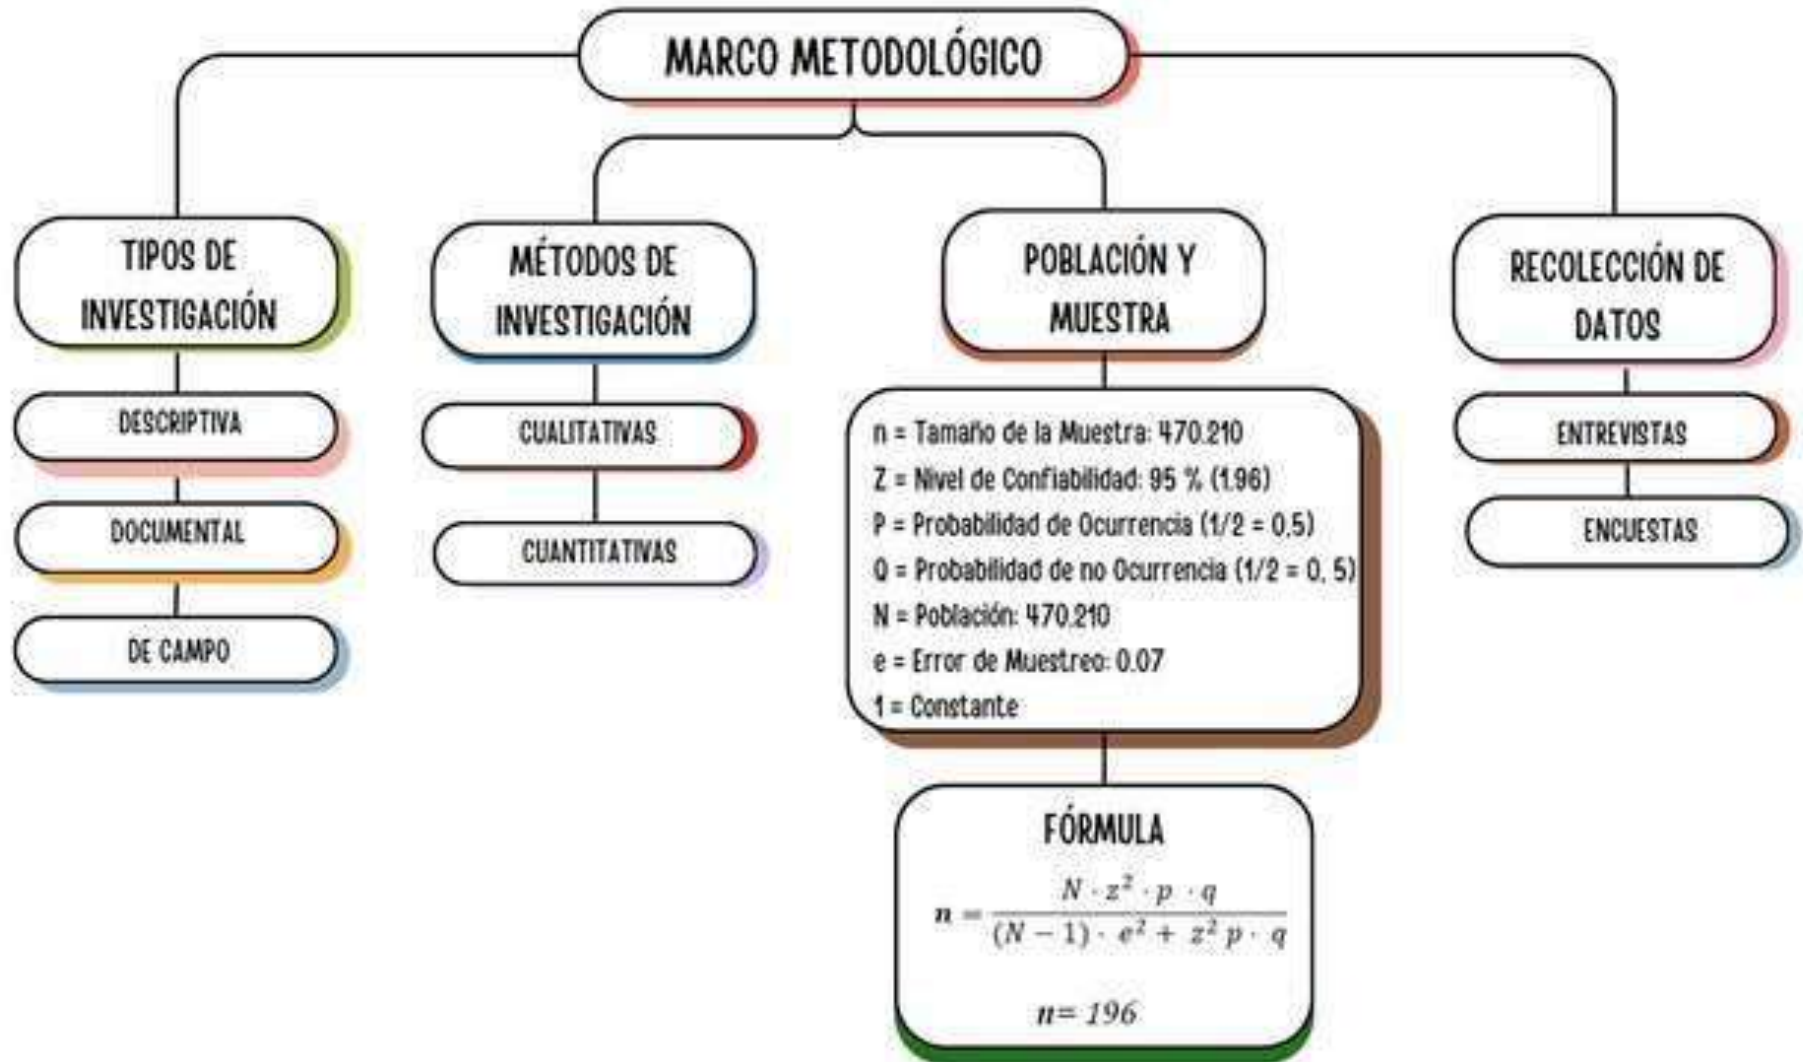 MARCO METODOLÓGICO
TIPOS DE
INVESTIGACIÓN
DESCRIPTIVA
DOCUMENTAL
DE CAMPO
MÉTODOS DE
INVESTIGACIÓN
CUALITATIVAS
CUANTITATIVAS
POBLACIÓN Y
MUESTRA
n = Tamaño de la Muestra: 470.210
Z = Nivel de Confiabilidad: 95 % (1.96)
P = Probabilidad de Ocurrencia (1/2 = 0,5)
Q = Probabilidad de no Ocurrencia (1/2 = 0, 5)
N = Población: 470.210
e = Error de Muestreo: 0.07
1 = Constante
FÓRMULA
n = N · z² · p · q / (N − 1) · e² + z² p · q
n= 196
RECOLECCIÓN DE
DATOS
ENTREVISTAS
ENCUESTAS